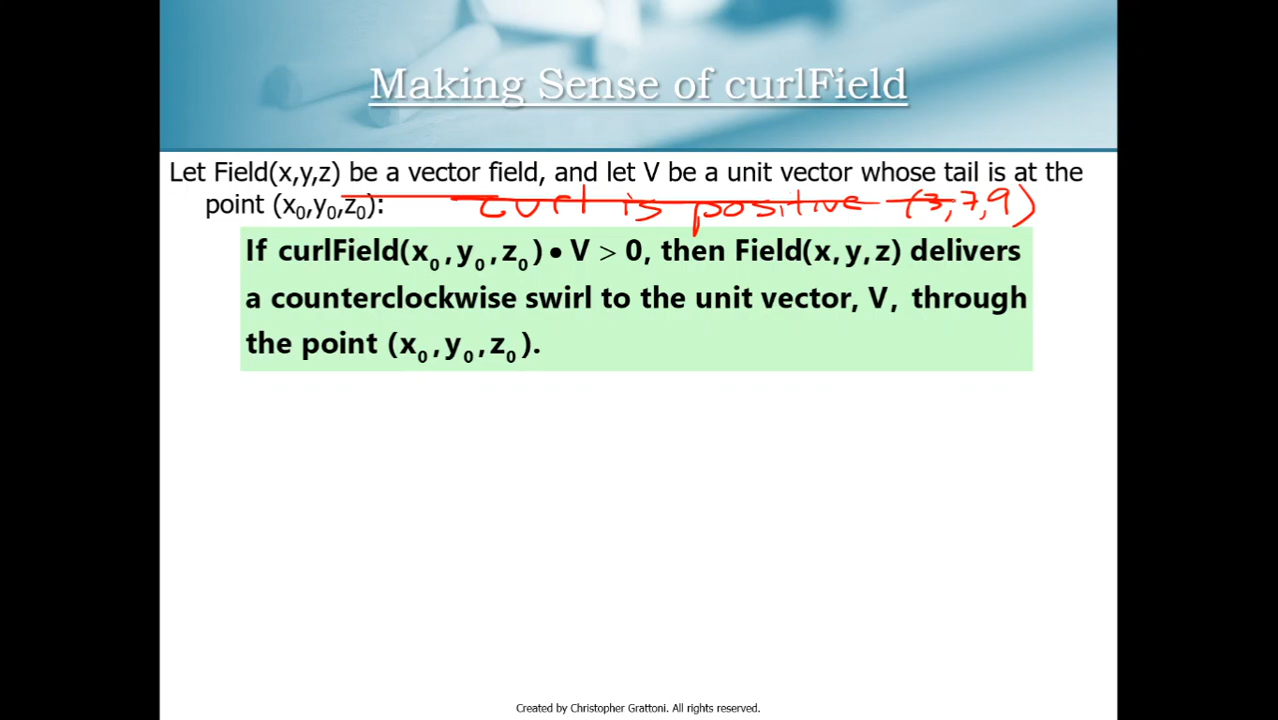 Making Sense of curlField
Let Field(x,y,z) be a vector field, and let V be a unit vector whose tail is at the
point (x₀,y₀,z₀): curl is positive (3,7,9)
If curlField(x₀,y₀,z₀)•V > 0, then Field(x,y,z) delivers
a counterclockwise swirl to the unit vector, V, through
the point (x₀,y₀,z₀).
Created by Christopher Grattoni. All rights reserved.